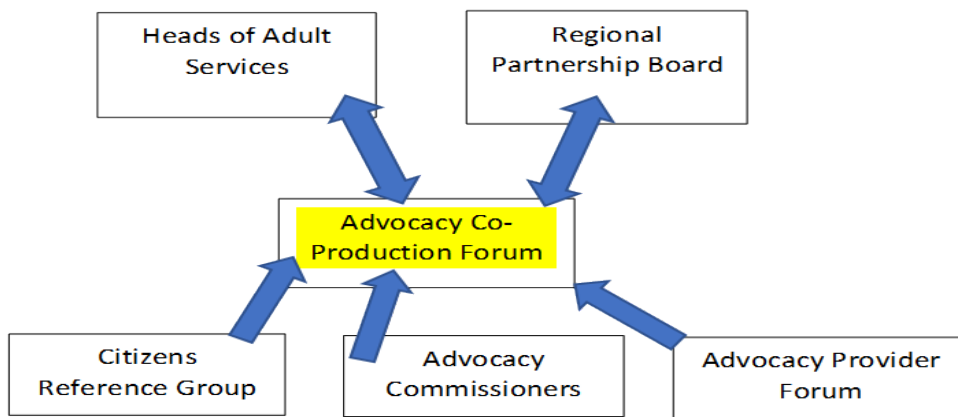 Heads of Adult
Services
Regional
Partnership Board
Advocacy Co-
Production Forum
Citizens
Reference Group
Advocacy
Commissioners
Advocacy Provider
Forum